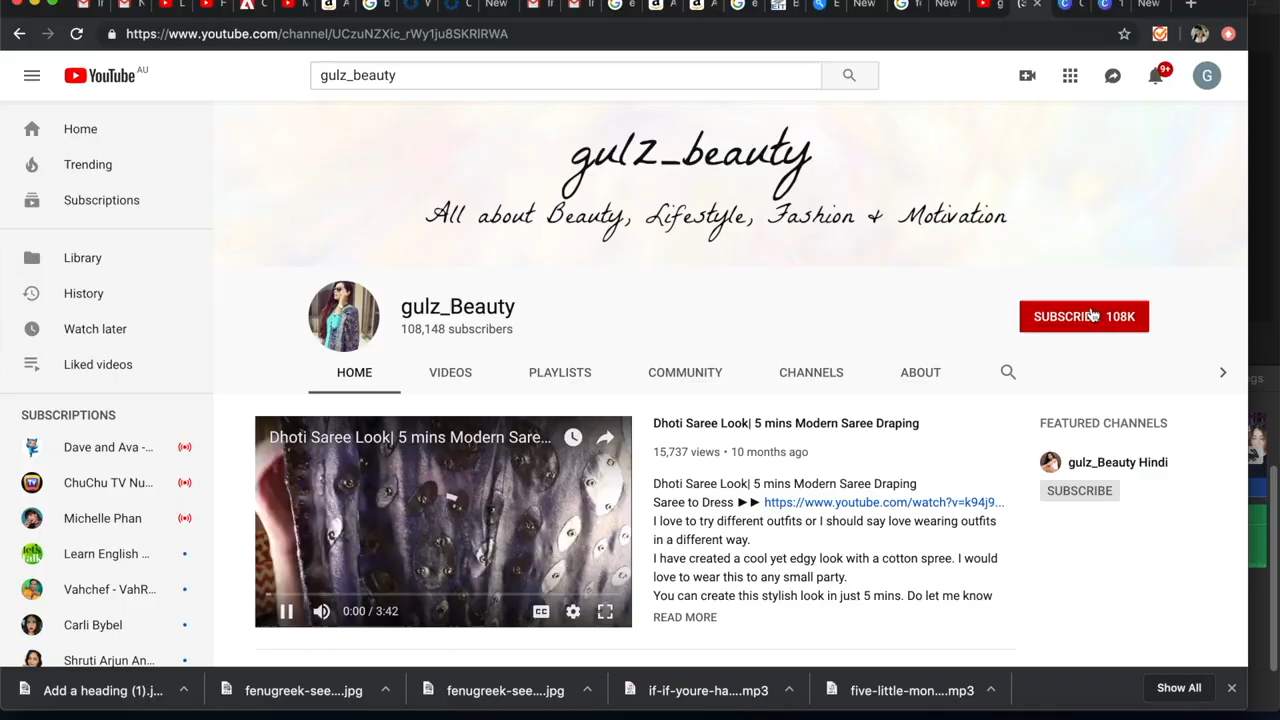 New
New
New
New
https://www.youtube.com/channel/UCzuNZXic_rWy1ju8SKRlRWA
YouTube AU
gulz_beauty
9+
G
Home
Trending
Subscriptions
Library
History
Watch later
Liked videos
SUBSCRIPTIONS
Dave and Ava -...
ChuChu TV Nu...
Michelle Phan
Learn English ...
Vahchef - VahR...
Carli Bybel
Shruti Arjun An...
gulz_beauty
All about Beauty, Lifestyle, Fashion & Motivation
gulz_Beauty
108,148 subscribers
SUBSCRIBE 108K
HOME VIDEOS PLAYLISTS COMMUNITY CHANNELS ABOUT
Dhoti Saree Look| 5 mins Modern Sare...
0:00 / 3:42
CC
Dhoti Saree Look| 5 mins Modern Saree Draping
15,737 views • 10 months ago
Dhoti Saree Look| 5 mins Modern Saree Draping
Saree to Dress ►► https://www.youtube.com/watch?v=k94j9...
I love to try different outfits or I should say love wearing outfits
in a different way.
I have created a cool yet edgy look with a cotton spree. I would
love to wear this to any small party.
You can create this stylish look in just 5 mins. Do let me know
READ MORE
FEATURED CHANNELS
gulz_Beauty Hindi
SUBSCRIBE
Add a heading (1).j...
fenugreek-see....jpg
fenugreek-see....jpg
if-if-youre-ha....mp3
five-little-mon....mp3
Show All